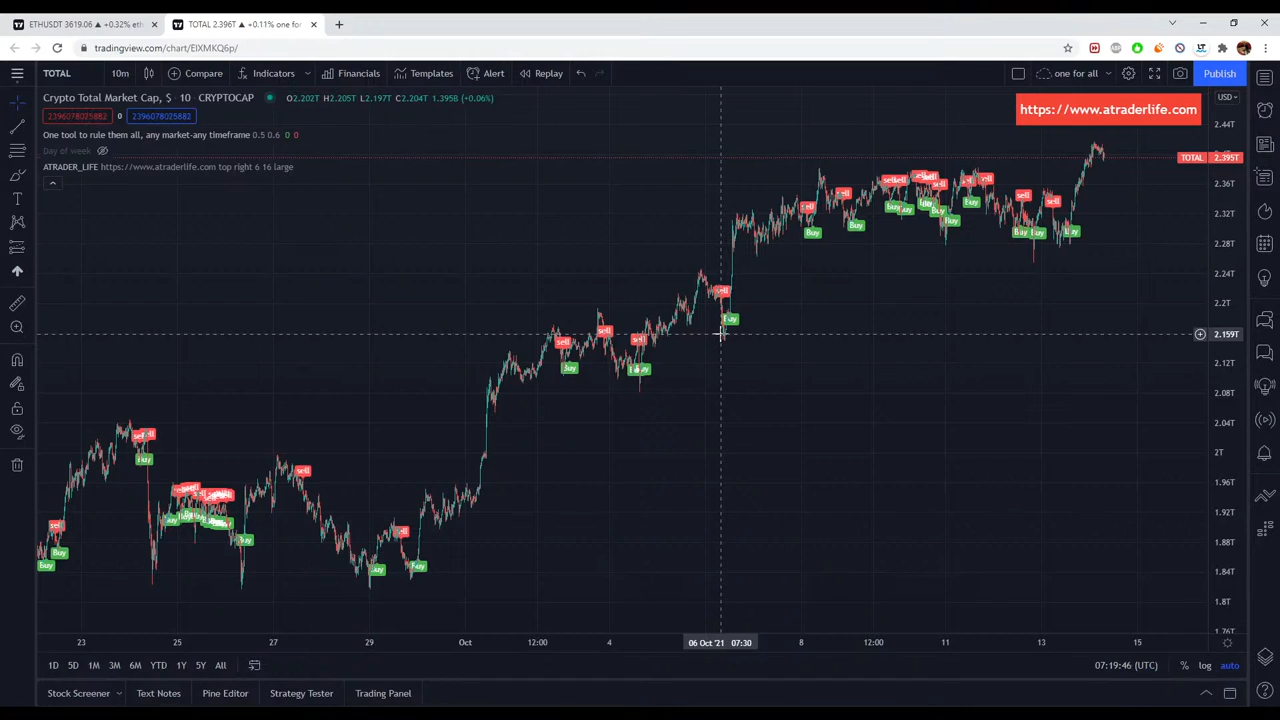 ETHUSDT 3619.06 ▲ +0.32% eth
TOTAL 2.396T ▲ +0.11% one for
tradingview.com/chart/EIXMKQ6p/
TOTAL 10m Compare Indicators Financials Templates Alert Replay one for all Publish
Crypto Total Market Cap, $ · 10 · CRYPTOCAP O2.202T H2.205T L2.197T C2.204T 1.395B (+0.06%)
USD
https://www.atraderlife.com
2396078025882 0 2396078025882
One tool to rule them all, any market-any timeframe 0.5 0.6 0 0
Day of week
ATRADER_LIFE https://www.atraderlife.com top right 6 16 large
2.44T
TOTAL 2.395T
2.36T
2.32T
2.28T
2.24T
2.2T
2.159T
2.12T
2.08T
2.04T
2T
1.96T
1.92T
1.88T
1.84T
1.8T
1.76T
sell
Buy
23 25 27 29 Oct 12:00 4 06 Oct '21 07:30 8 12:00 11 13 15
1D 5D 1M 3M 6M YTD 1Y 5Y All 07:19:46 (UTC) % log auto
Stock Screener Text Notes Pine Editor Strategy Tester Trading Panel